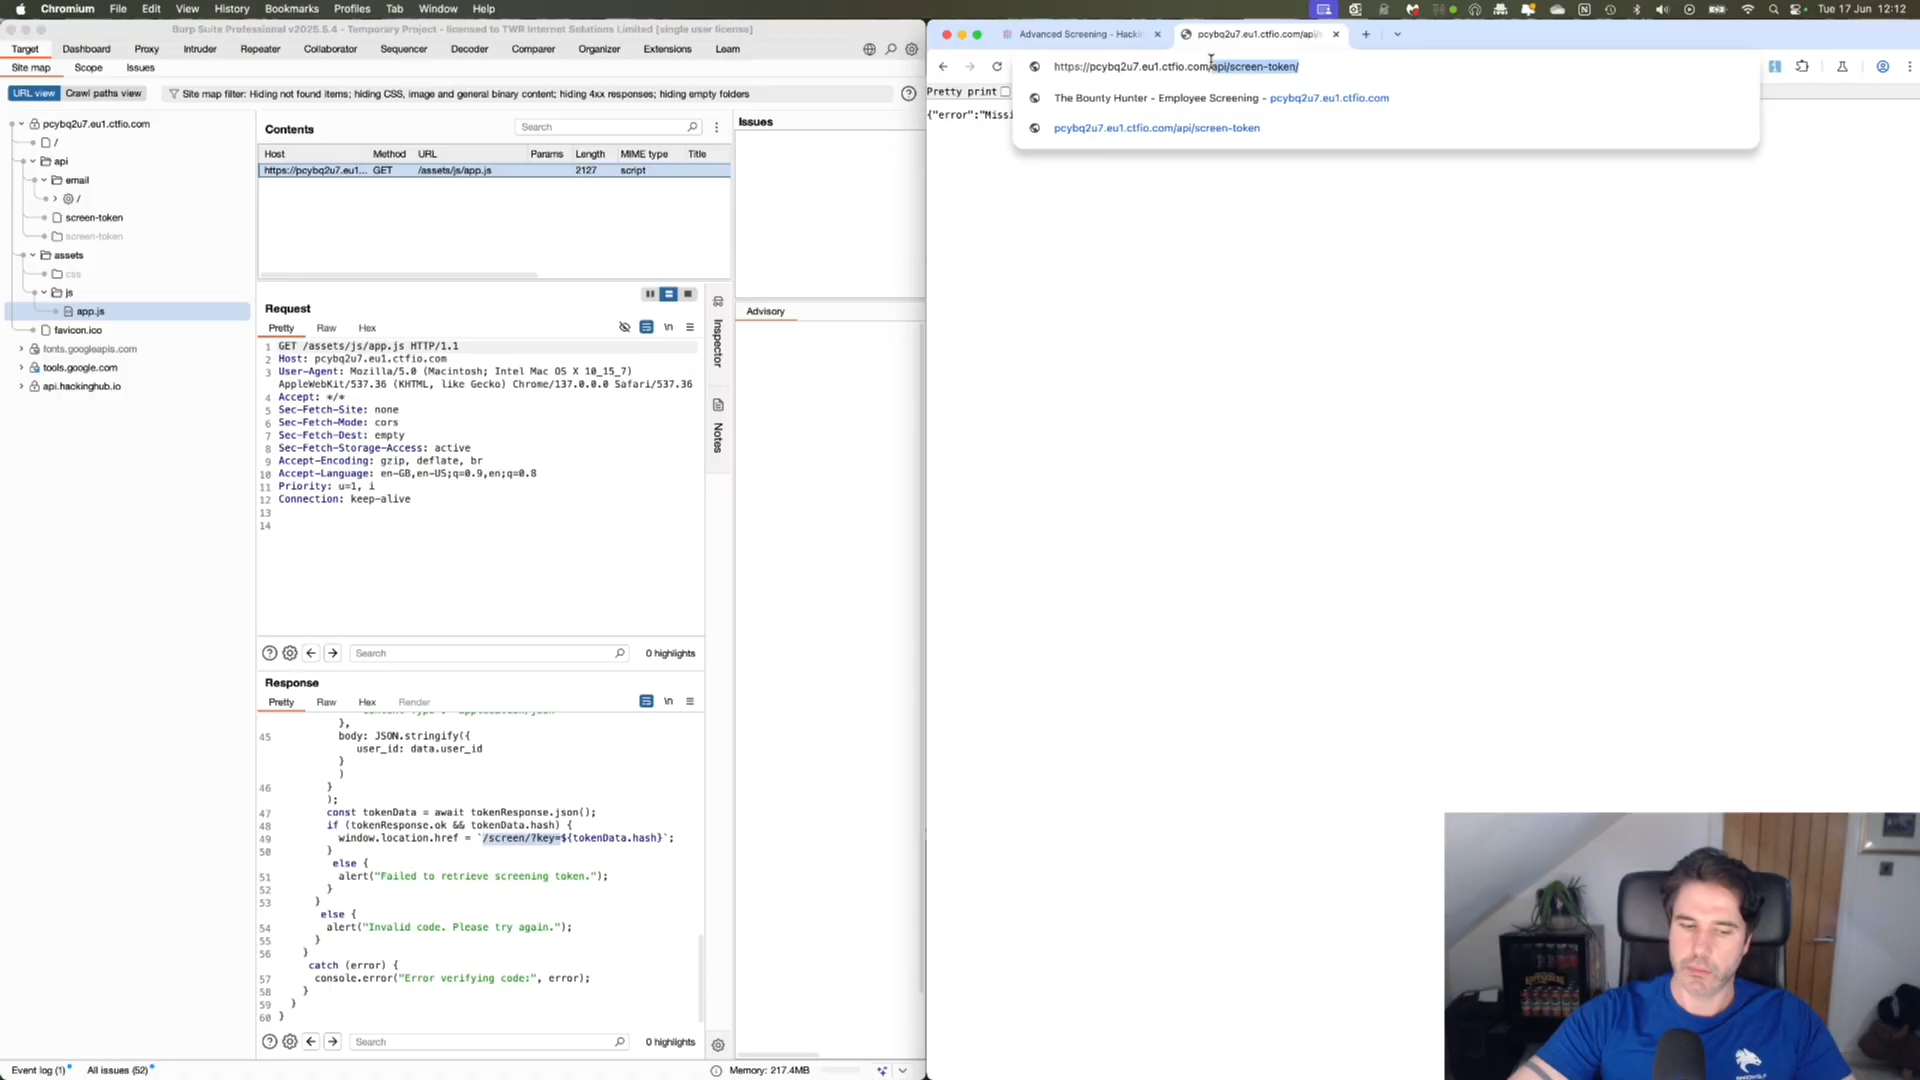 Chromium File Edit View History Bookmarks Profiles Tab Window Help Tue 17 Jun 12:12
Burp Suite Professional v2025.5.4 - Temporary Project - licensed to TWR Internet Solutions Limited [single user license]
Target Dashboard Proxy Intruder Repeater Collaborator Sequencer Decoder Comparer Organizer Extensions Learn
Site map Scope Issues
URL view Crawl paths view Site map filter: Hiding not found items; hiding CSS, image and general binary content; hiding 4xx responses; hiding empty folders
pcybq2u7.eu1.ctfio.com
/
api
email
/
screen-token
screen-token
assets
css
js
app.js
favicon.ico
fonts.googleapis.com
tools.google.com
api.hackinghub.io
Contents
Search
Host Method URL Params Length MIME type Title
https://pcybq2u7.eu1... GET /assets/js/app.js 2127 script
Issues
Advisory
Request
Pretty Raw Hex
\n
1 GET /assets/js/app.js HTTP/1.1
2 Host: pcybq2u7.eu1.ctfio.com
3 User-Agent: Mozilla/5.0 (Macintosh; Intel Mac OS X 10_15_7)
AppleWebKit/537.36 (KHTML, like Gecko) Chrome/137.0.0.0 Safari/537.36
4 Accept: */*
5 Sec-Fetch-Site: none
6 Sec-Fetch-Mode: cors
7 Sec-Fetch-Dest: empty
8 Sec-Fetch-Storage-Access: active
9 Accept-Encoding: gzip, deflate, br
10 Accept-Language: en-GB,en-US;q=0.9,en;q=0.8
11 Priority: u=1, i
12 Connection: keep-alive
13
14
Inspector
Notes
Search 0 highlights
Response
Pretty Raw Hex Render
\n
},
45 body: JSON.stringify({
user_id: data.user_id
}
)
46 }
);
47 const tokenData = await tokenResponse.json();
48 if (tokenResponse.ok && tokenData.hash) {
49 window.location.href = `/screen/?key=${tokenData.hash}`;
50 }
else {
51 alert("Failed to retrieve screening token.");
52 }
53 }
else {
54 alert("Invalid code. Please try again.");
55 }
56 }
catch (error) {
57 console.error("Error verifying code:", error);
58 }
59 }
60 }
Search 0 highlights
Event log (1) All issues (52) Memory: 217.4MB
Advanced Screening - Hackin
pcybq2u7.eu1.ctfio.com/api/s
https://pcybq2u7.eu1.ctfio.com/api/screen-token/
The Bounty Hunter - Employee Screening - pcybq2u7.eu1.ctfio.com
pcybq2u7.eu1.ctfio.com/api/screen-token
Pretty print
{"error":"Missi